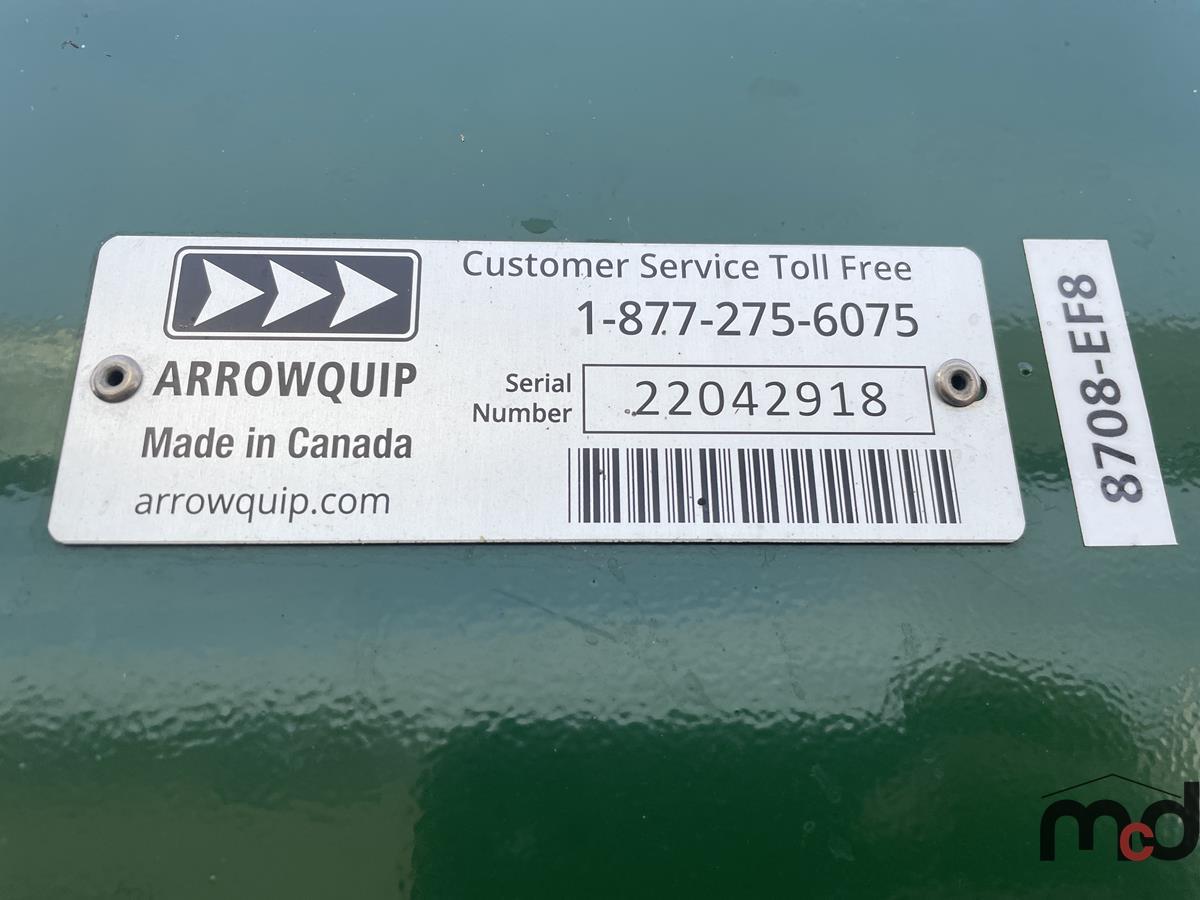 ARROWQUIP
Made in Canada
arrowquip.com
Customer Service Toll Free
1-877-275-6075
Serial
Number
22042918
8708-EF8
mcd